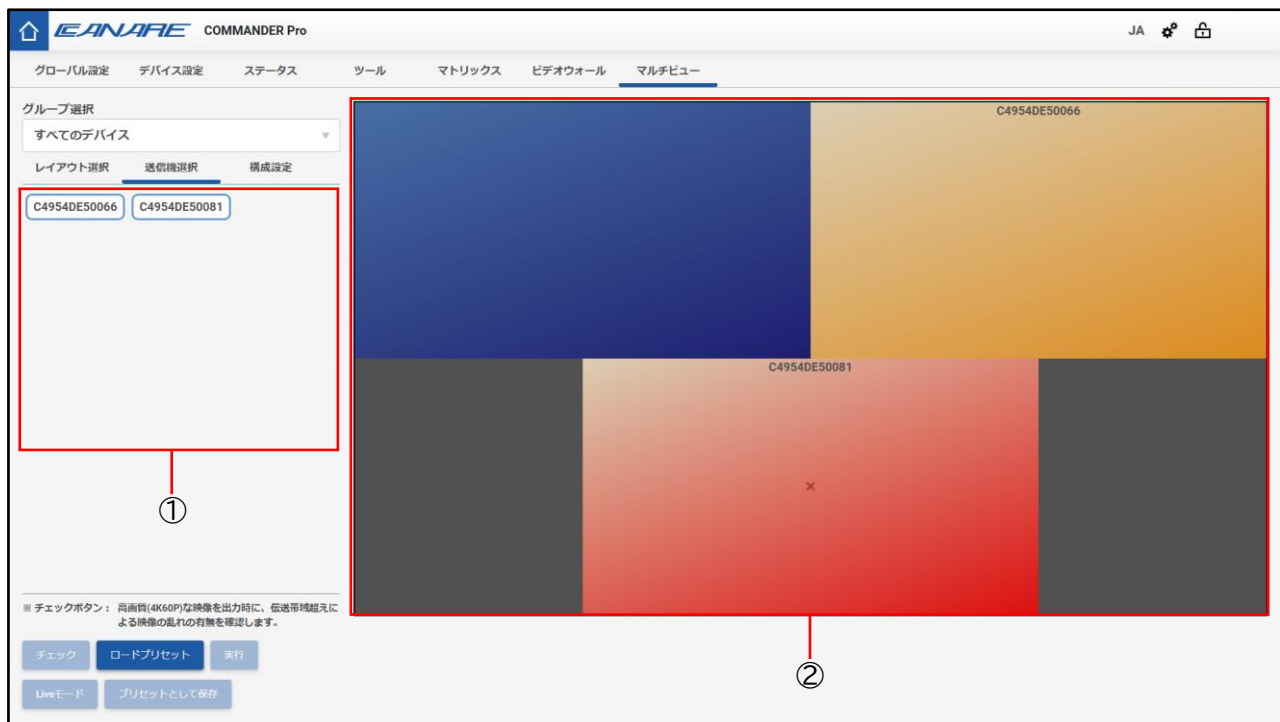 CANARE COMMANDER Pro JA
グローバル設定 デバイス設定 ステータス ツール マトリックス ビデオウォール マルチビュー
グループ選択
すべてのデバイス
レイアウト選択 送信機選択 構成設定
C4954DE50066 C4954DE50081
C4954DE50066
C4954DE50081
①
※ チェックボタン： 高画質(4K60P)な映像を出力時に、伝送帯域超えに
よる映像の乱れの有無を確認します。
チェック ロードプリセット 実行
Liveモード プリセットとして保存
②